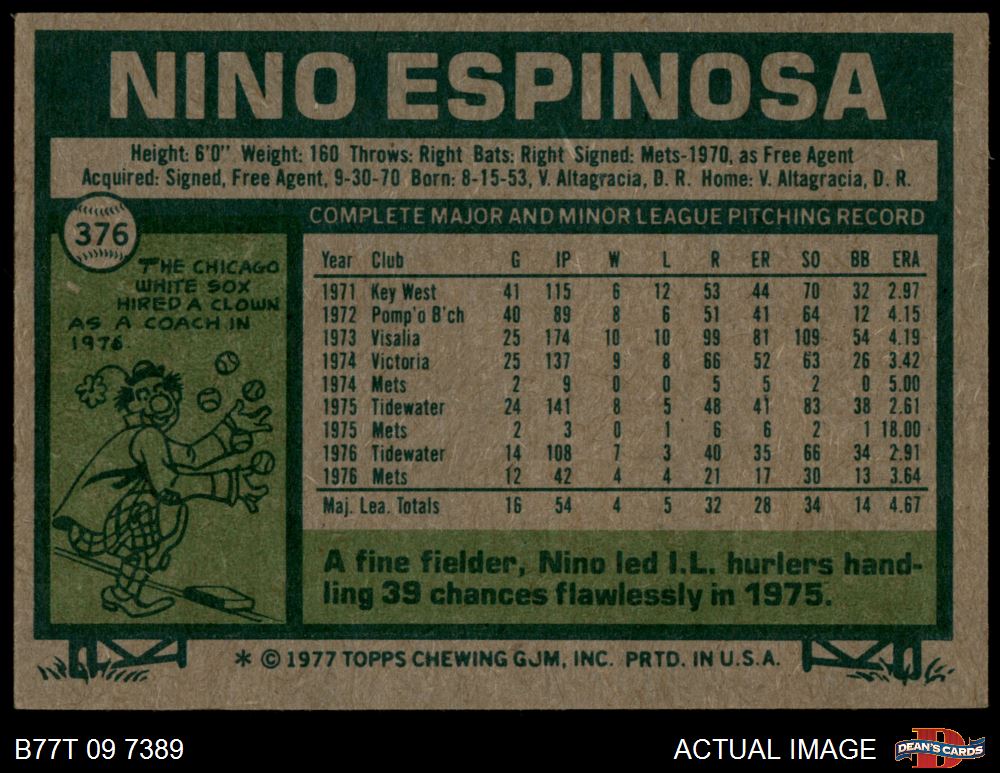 NINO ESPINOSA
Height: 6'0" Weight: 160 Throws: Right Bats: Right Signed: Mets-1970, as Free Agent
Acquired: Signed, Free Agent, 9-30-70 Born: 8-15-53, V. Altagracia, D. R. Home: V. Altagracia, D. R.
376
THE CHICAGO
WHITE SOX
HIRED A CLOWN
AS A COACH IN
1976.
COMPLETE MAJOR AND MINOR LEAGUE PITCHING RECORD
Year Club G IP W L R ER SO BB ERA
1971 Key West 41 115 6 12 53 44 70 32 2.97
1972 Pomp'o B'ch 40 89 8 6 51 41 64 12 4.15
1973 Visalia 25 174 10 10 99 81 109 54 4.19
1974 Victoria 25 137 9 8 66 52 63 26 3.42
1974 Mets 2 9 0 0 5 5 2 0 5.00
1975 Tidewater 24 141 8 5 48 41 83 38 2.61
1975 Mets 2 3 0 1 6 6 2 1 18.00
1976 Tidewater 14 108 7 3 40 35 66 34 2.91
1976 Mets 12 42 4 4 21 17 30 13 3.64
Maj. Lea. Totals 16 54 4 5 32 28 34 14 4.67
A fine fielder, Nino led I.L. hurlers hand-
ling 39 chances flawlessly in 1975.
* © 1977 TOPPS CHEWING GUM, INC. PRTD. IN U.S.A.
B77T 09 7389
ACTUAL IMAGE
D
DEAN'S CARDS